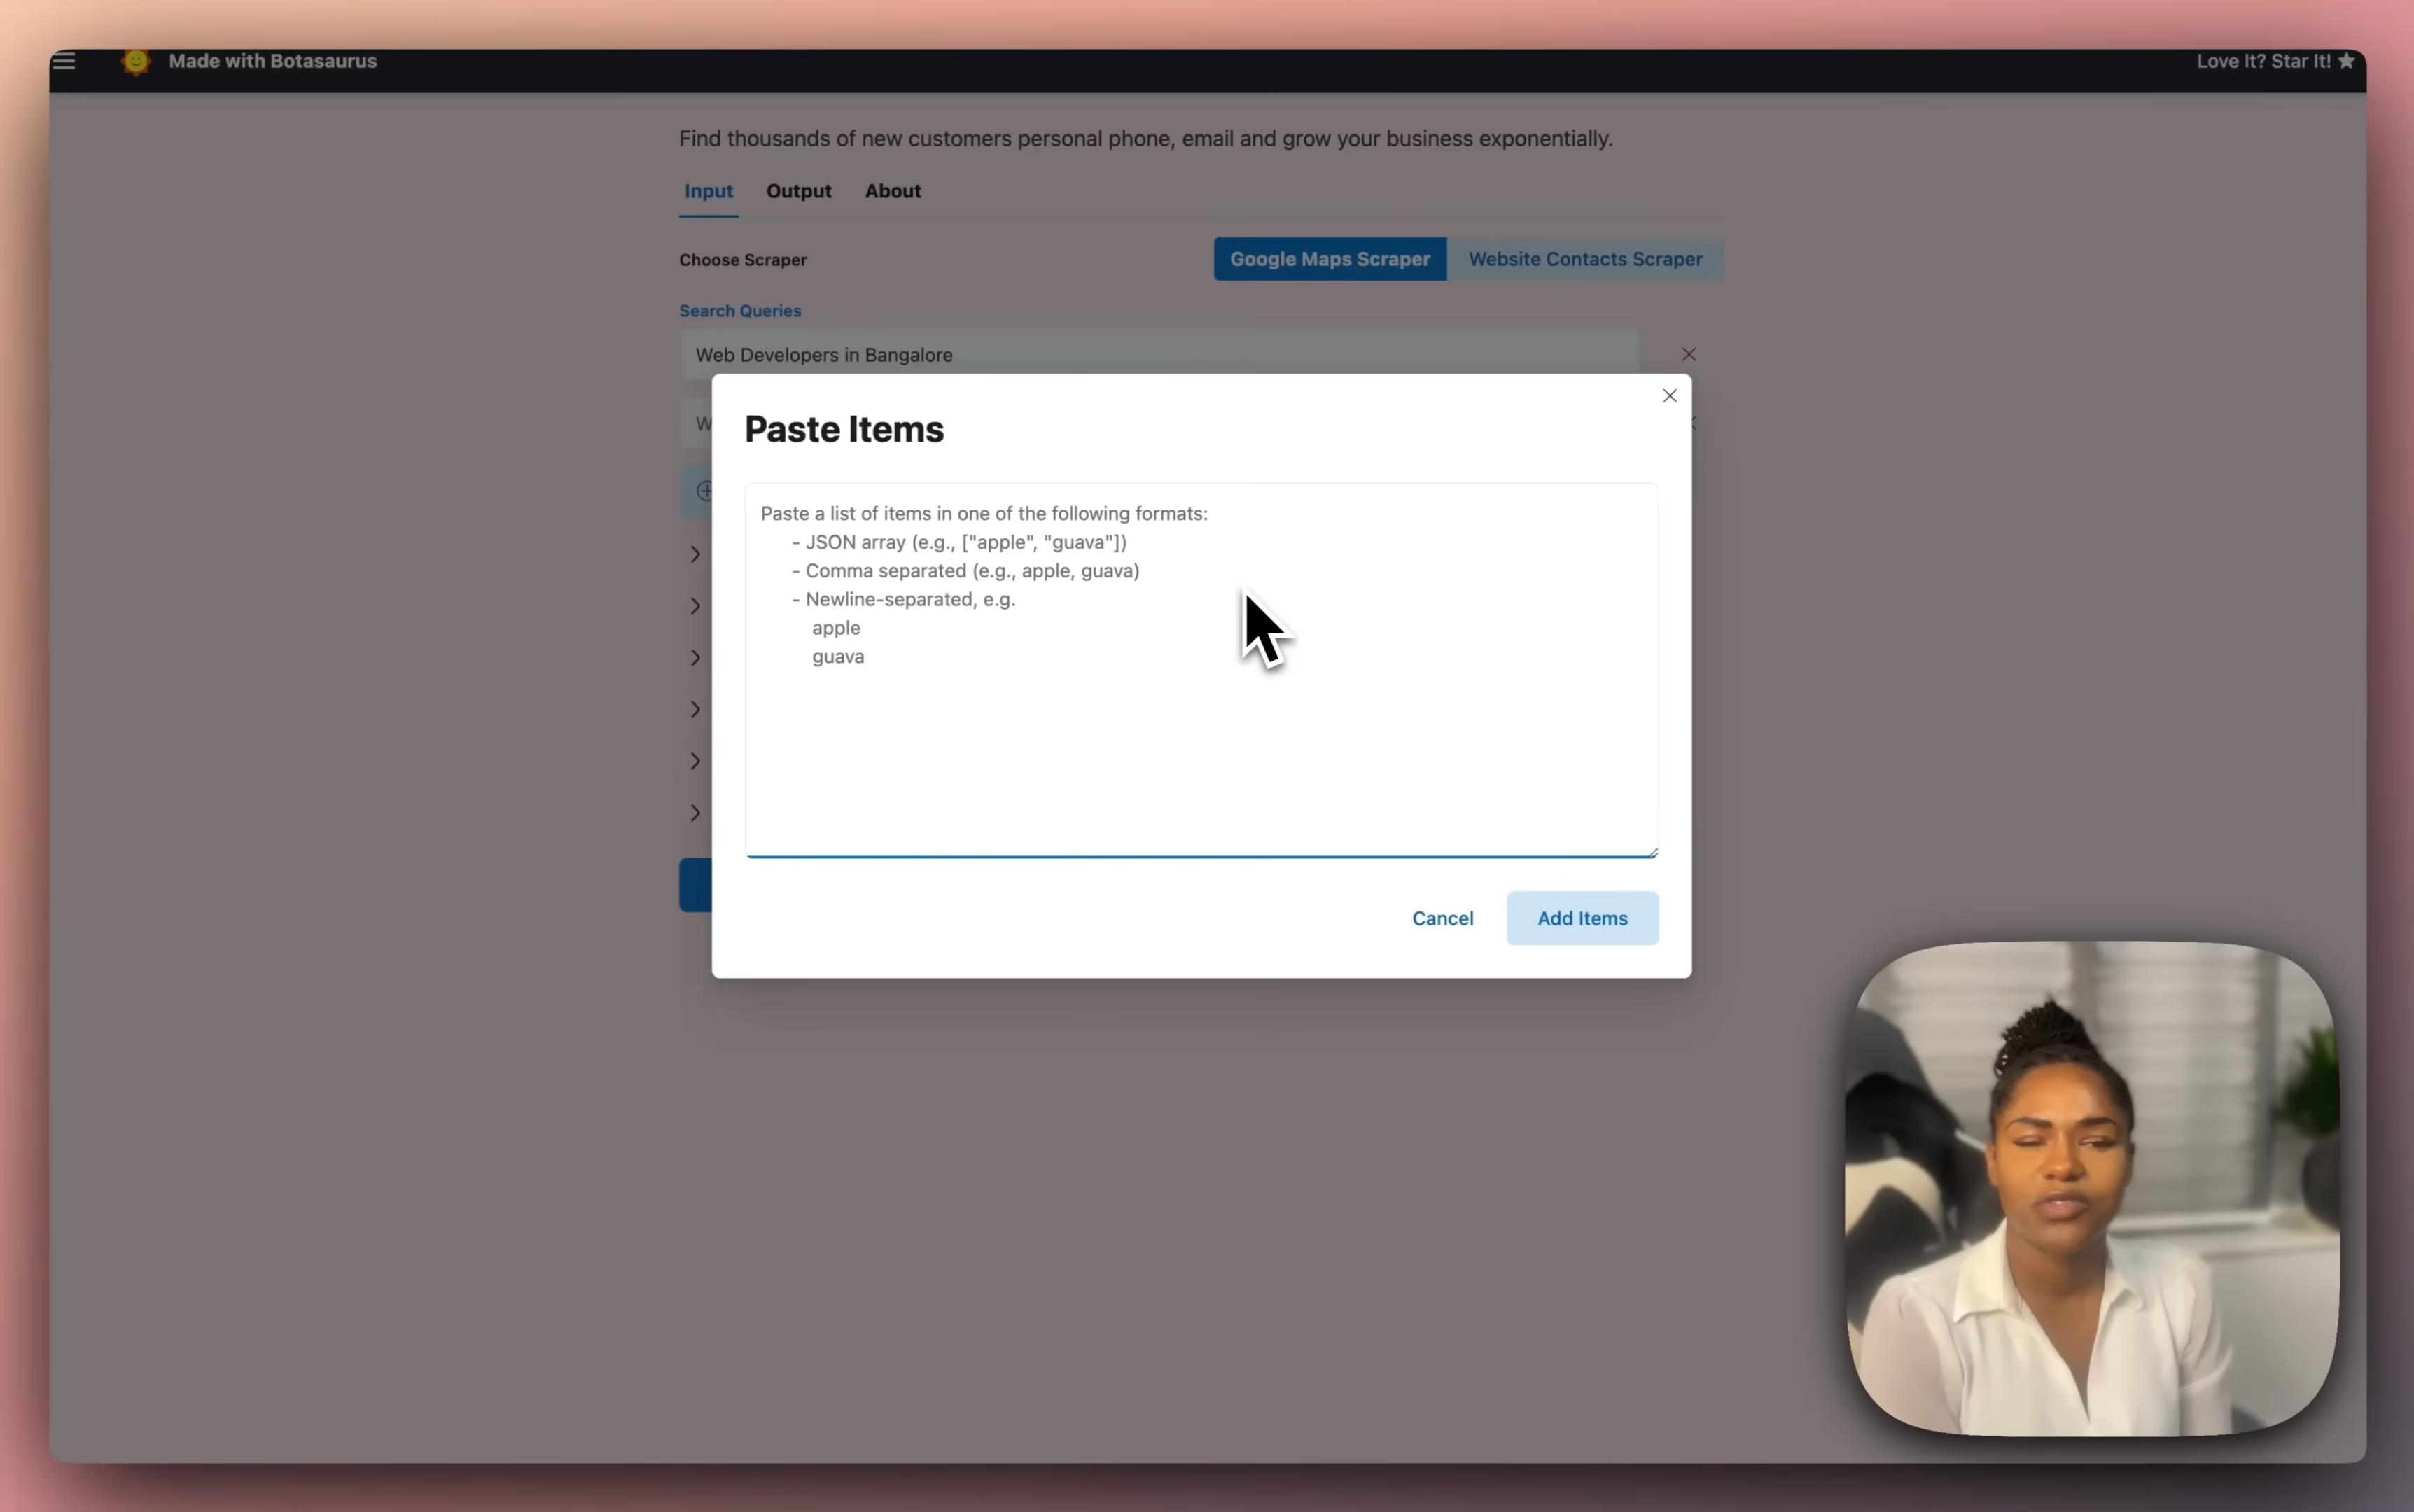 Made with Botasaurus
Love It? Star It! ★
Find thousands of new customers personal phone, email and grow your business exponentially.
Input Output About
Choose Scraper
Google Maps Scraper Website Contacts Scraper
Search Queries
Web Developers in Bangalore
W
Paste Items
Paste a list of items in one of the following formats:
- JSON array (e.g., ["apple", "guava"])
- Comma separated (e.g., apple, guava)
- Newline-separated, e.g.
apple
guava
Cancel Add Items